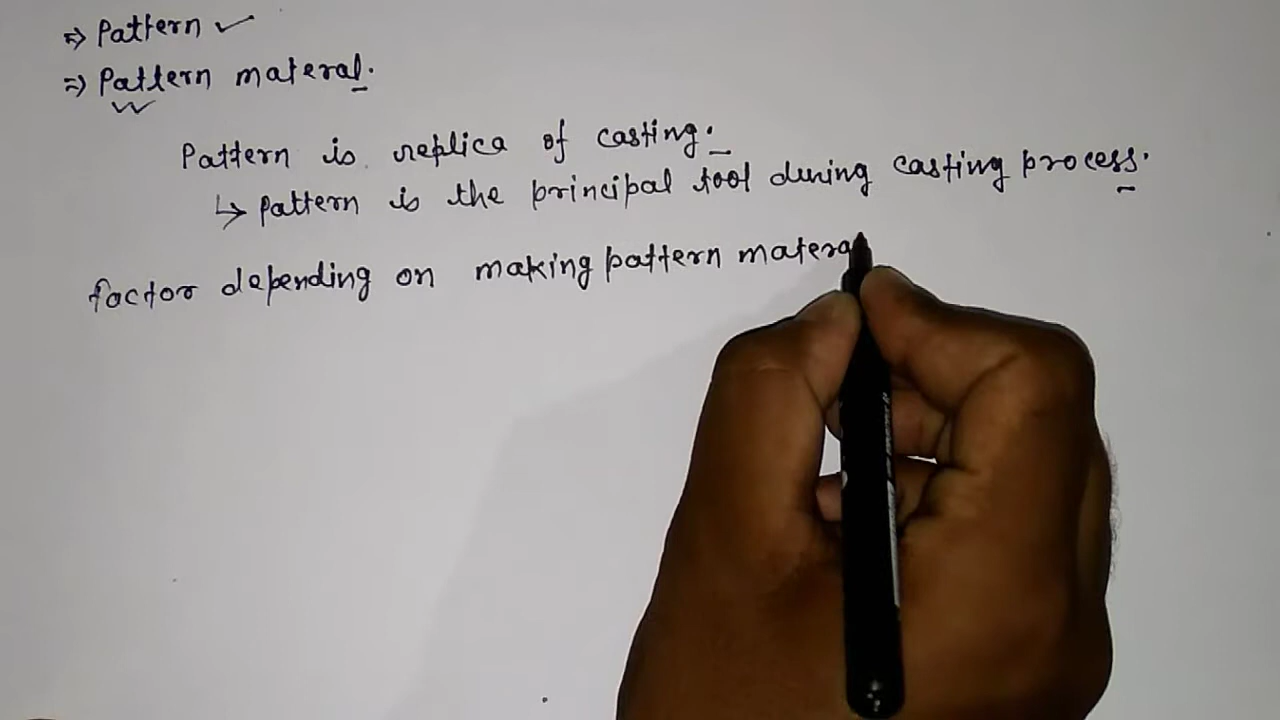 ⇒ Pattern ✓
⇒ Pattern materal.
Pattern is replica of casting.
↳ pattern is the principal tool during casting process.
factor depending on making pattern matera